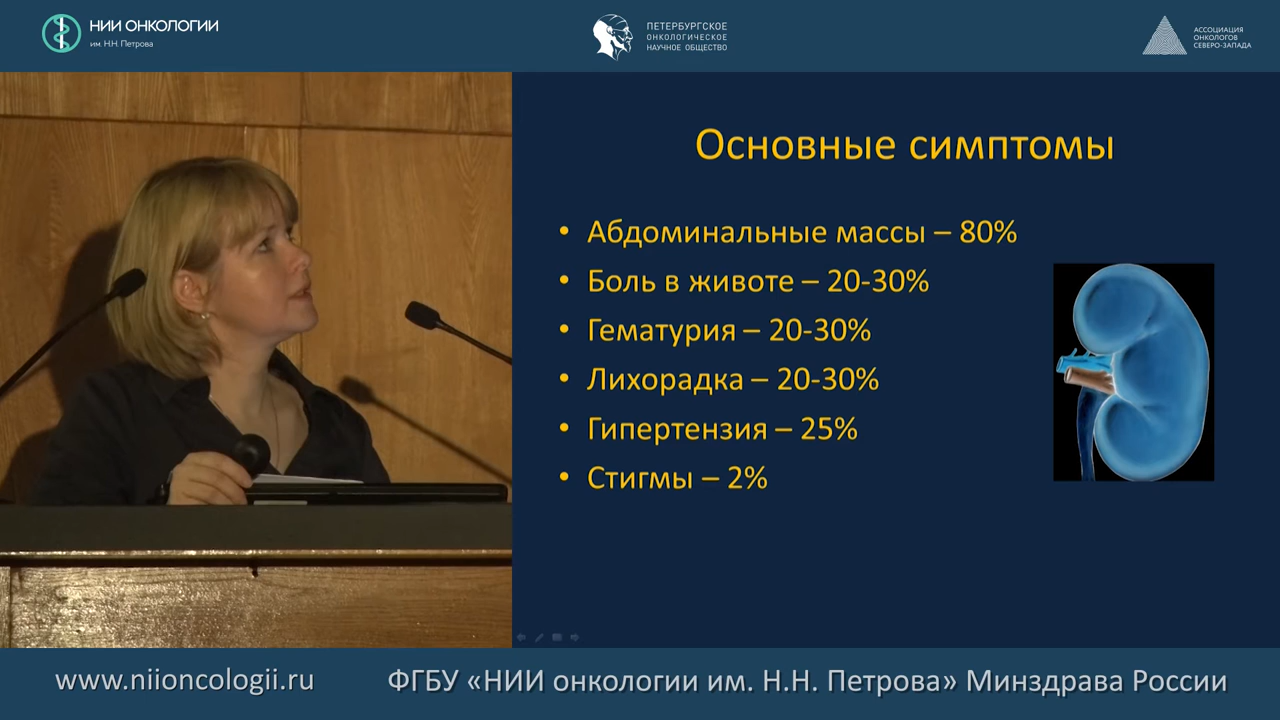 НИИ ОНКОЛОГИИ
им. Н.Н. Петрова
ПЕТЕРБУРГСКОЕ
ОНКОЛОГИЧЕСКОЕ
НАУЧНОЕ ОБЩЕСТВО
АССОЦИАЦИЯ
ОНКОЛОГОВ
СЕВЕРО-ЗАПАДА
Основные симптомы
• Абдоминальные массы – 80%
• Боль в животе – 20-30%
• Гематурия – 20-30%
• Лихорадка – 20-30%
• Гипертензия – 25%
• Стигмы – 2%
www.niioncologii.ru
ФГБУ «НИИ онкологии им. Н.Н. Петрова» Минздрава России